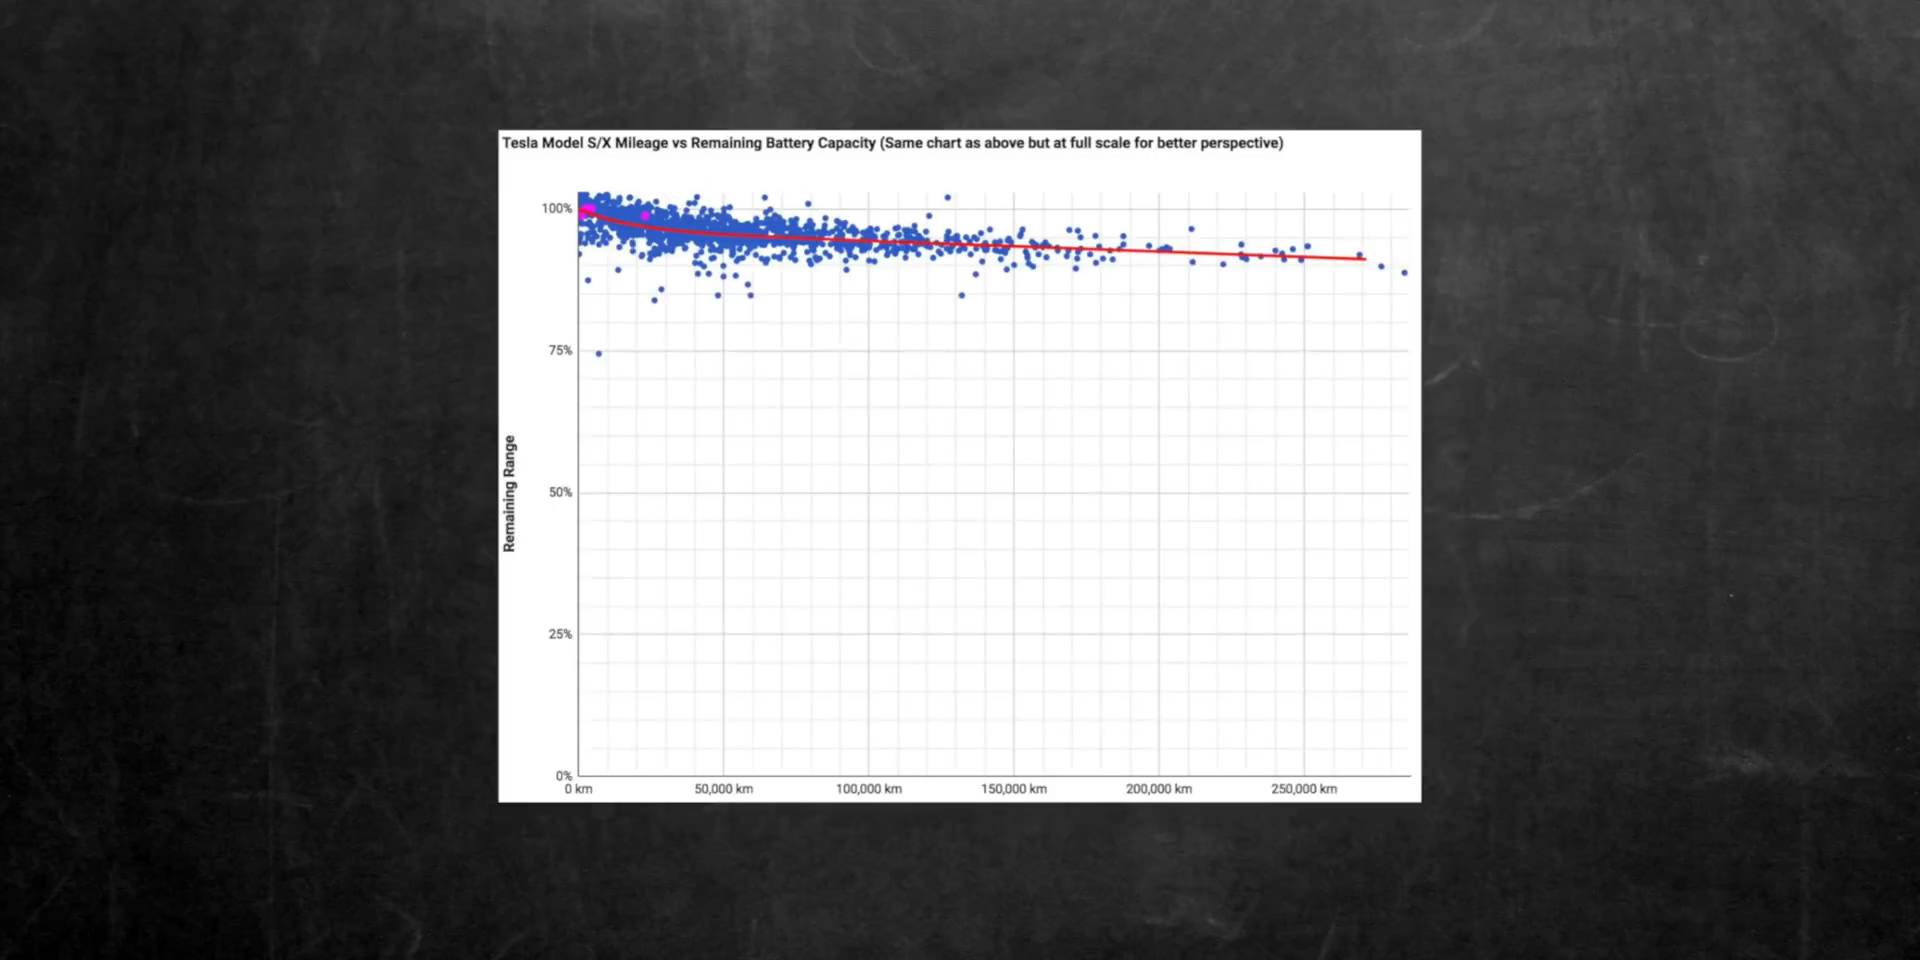 Tesla Model S/X Mileage vs Remaining Battery Capacity (Same chart as above but at full scale for better perspective)
100%
75%
Remaining Range
50%
25%
0%
0 km
50,000 km
100,000 km
150,000 km
200,000 km
250,000 km